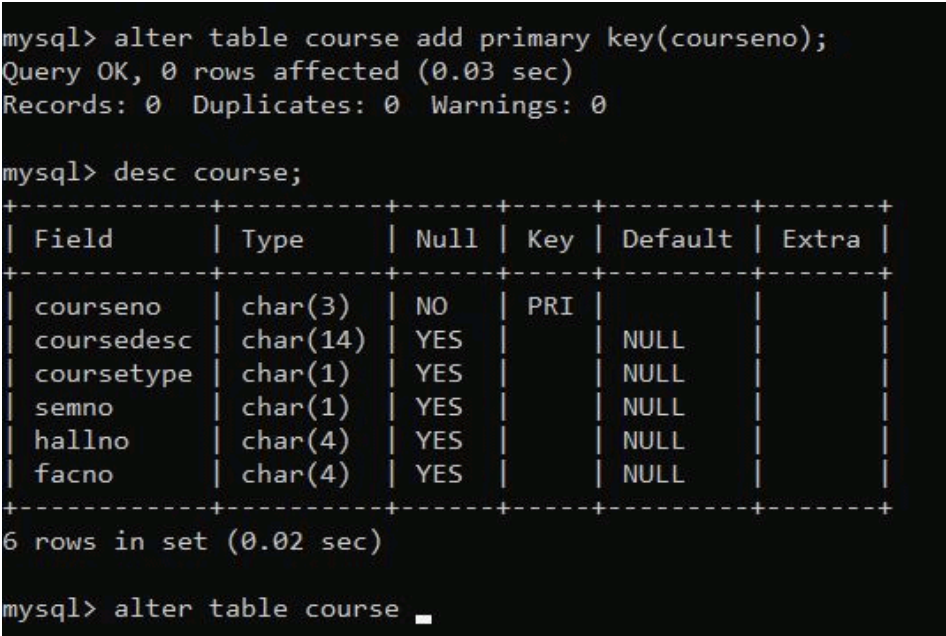 mysql> alter table course add primary key(courseno);
Query OK, 0 rows affected (0.03 sec)
Records: 0  Duplicates: 0  Warnings: 0
mysql> desc course;
+------------+----------+------+-----+---------+-------+
| Field      | Type     | Null | Key | Default | Extra |
+------------+----------+------+-----+---------+-------+
| courseno   | char(3)  | NO   | PRI |         |       |
| coursedesc | char(14) | YES  |     | NULL    |       |
| coursetype | char(1)  | YES  |     | NULL    |       |
| semno      | char(1)  | YES  |     | NULL    |       |
| hallno     | char(4)  | YES  |     | NULL    |       |
| facno      | char(4)  | YES  |     | NULL    |       |
+------------+----------+------+-----+---------+-------+
6 rows in set (0.02 sec)
mysql> alter table course _